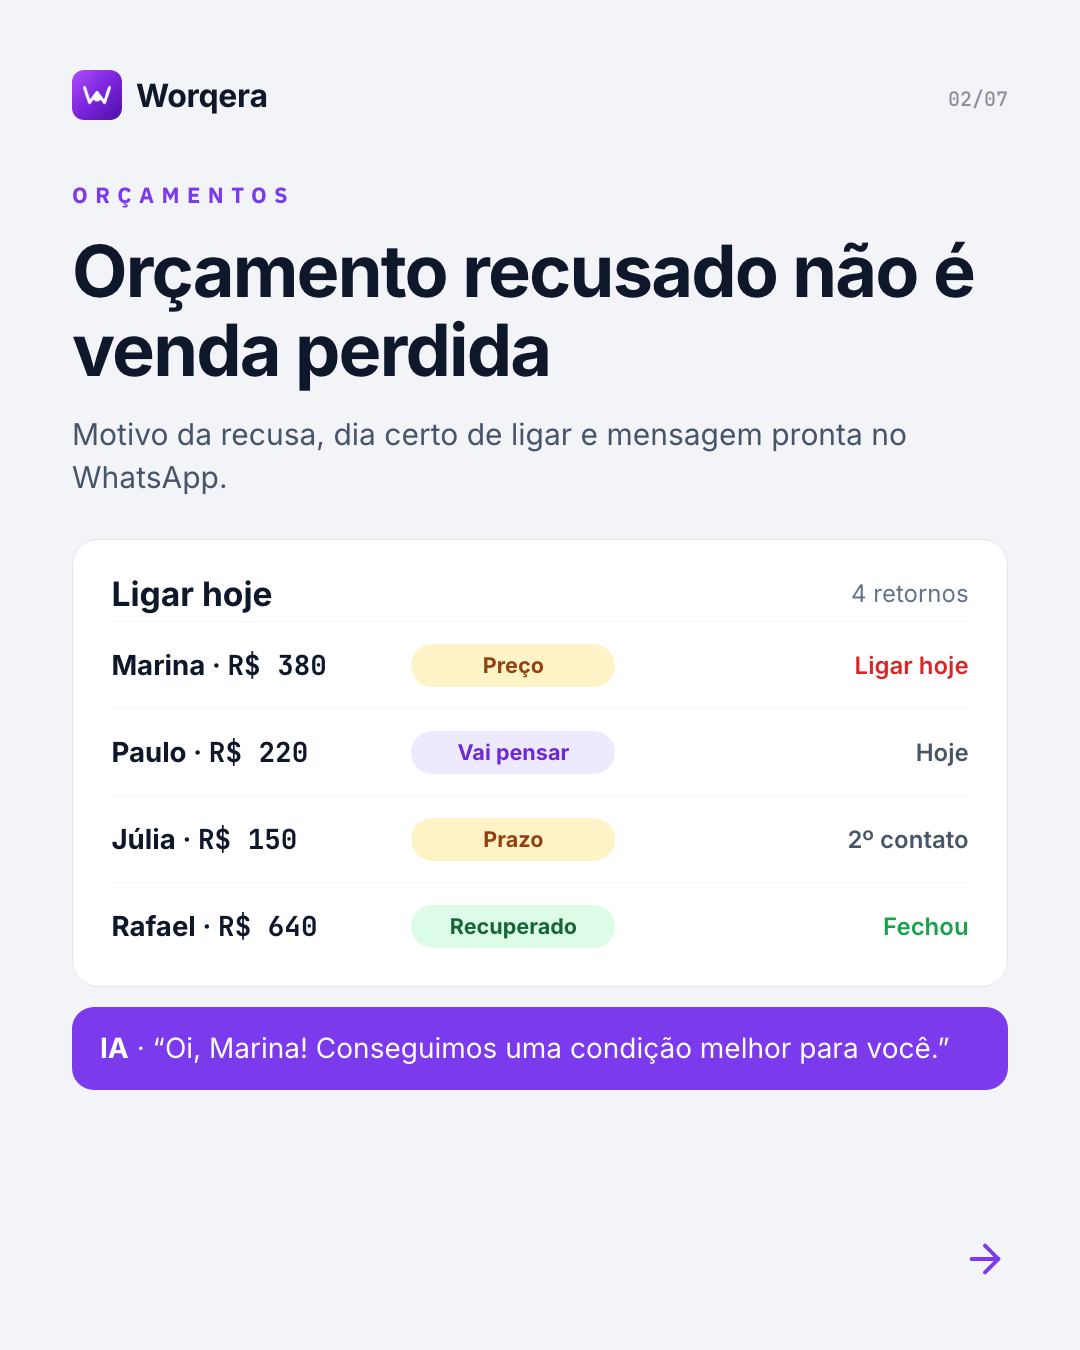 Worqera
02/07
ORÇAMENTOS
Orçamento recusado não é
venda perdida
Motivo da recusa, dia certo de ligar e mensagem pronta no
WhatsApp.
Ligar hoje
4 retornos
Marina · R$ 380
Preço
Ligar hoje
Paulo · R$ 220
Vai pensar
Hoje
Júlia · R$ 150
Prazo
2º contato
Rafael · R$ 640
Recuperado
Fechou
IA · “Oi, Marina! Conseguimos uma condição melhor para você.”